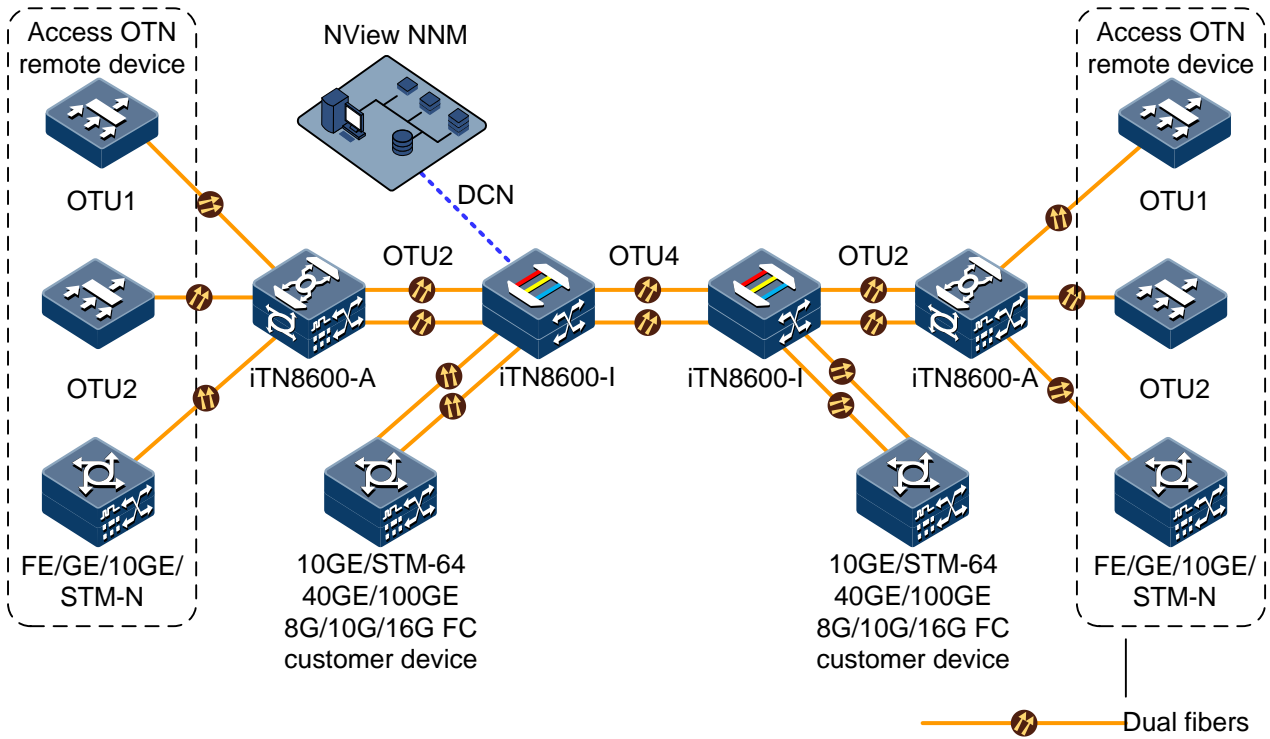 Access OTN
remote device
NView NNM
Access OTN
remote device
DCN
OTU1
OTU1
OTU2
OTU4
OTU2
OTU2
iTN8600-A
iTN8600-I
iTN8600-I
iTN8600-A
OTU2
FE/GE/10GE/
STM-N
10GE/STM-64
40GE/100GE
8G/10G/16G FC
customer device
10GE/STM-64
40GE/100GE
8G/10G/16G FC
customer device
FE/GE/10GE/
STM-N
Dual fibers